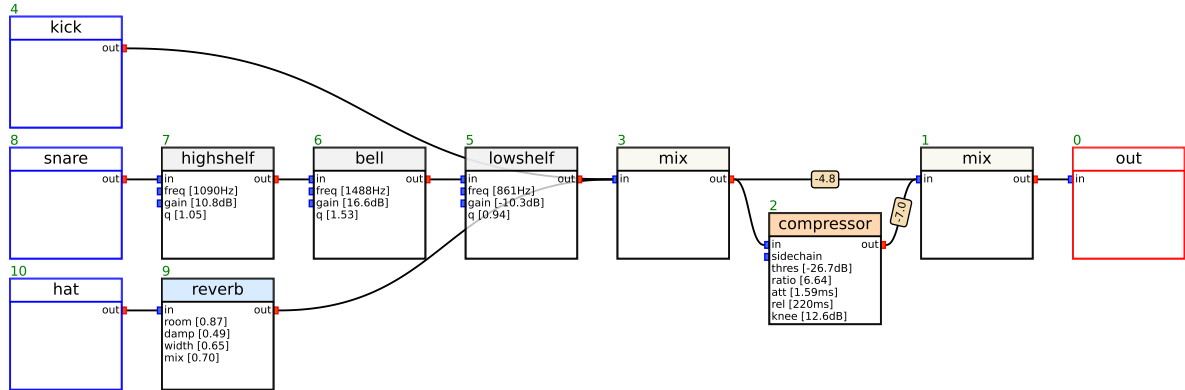 4
kick
out
8
snare
out
7
highshelf
in out
freq [1090Hz]
gain [10.8dB]
q [1.05]
6
bell
in out
freq [1488Hz]
gain [16.6dB]
q [1.53]
5
lowshelf
in out
freq [861Hz]
gain [-10.3dB]
q [0.94]
3
mix
in out
-4.8
2
compressor
in out
sidechain
thres [-26.7dB]
ratio [6.64]
att [1.59ms]
rel [220ms]
knee [12.6dB]
-7.0
1
mix
in out
0
out
in
10
hat
out
9
reverb
in out
room [0.87]
damp [0.49]
width [0.65]
mix [0.70]